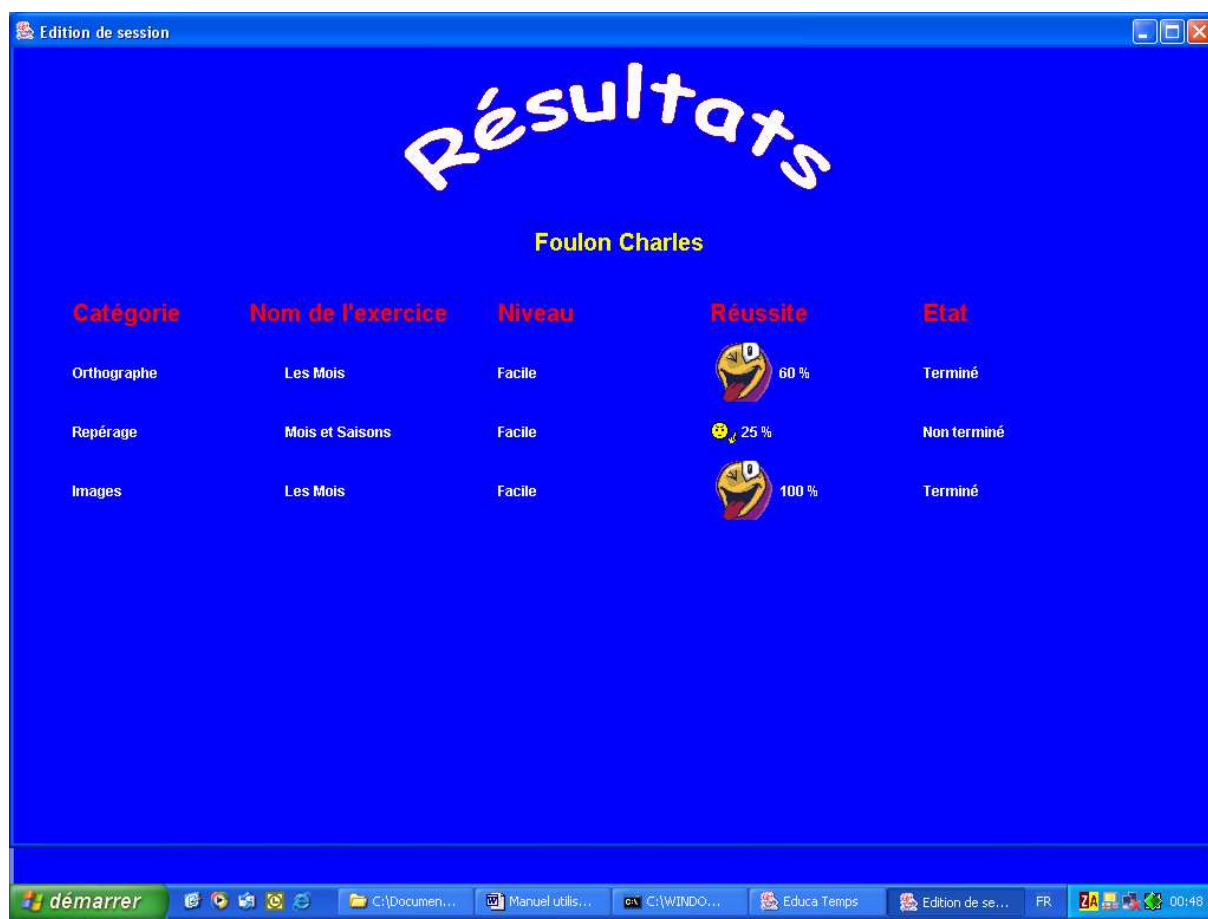 Edition de session
Résultats
Foulon Charles
Catégorie Nom de l'exercice Niveau Réussite Etat
Orthographe Les Mois Facile 60 % Terminé
Repérage Mois et Saisons Facile 25 % Non terminé
Images Les Mois Facile 100 % Terminé
démarrer C:\Documen... Manuel utilis... C:\WINDO... Educa Temps Edition de se... FR ZA 00:48